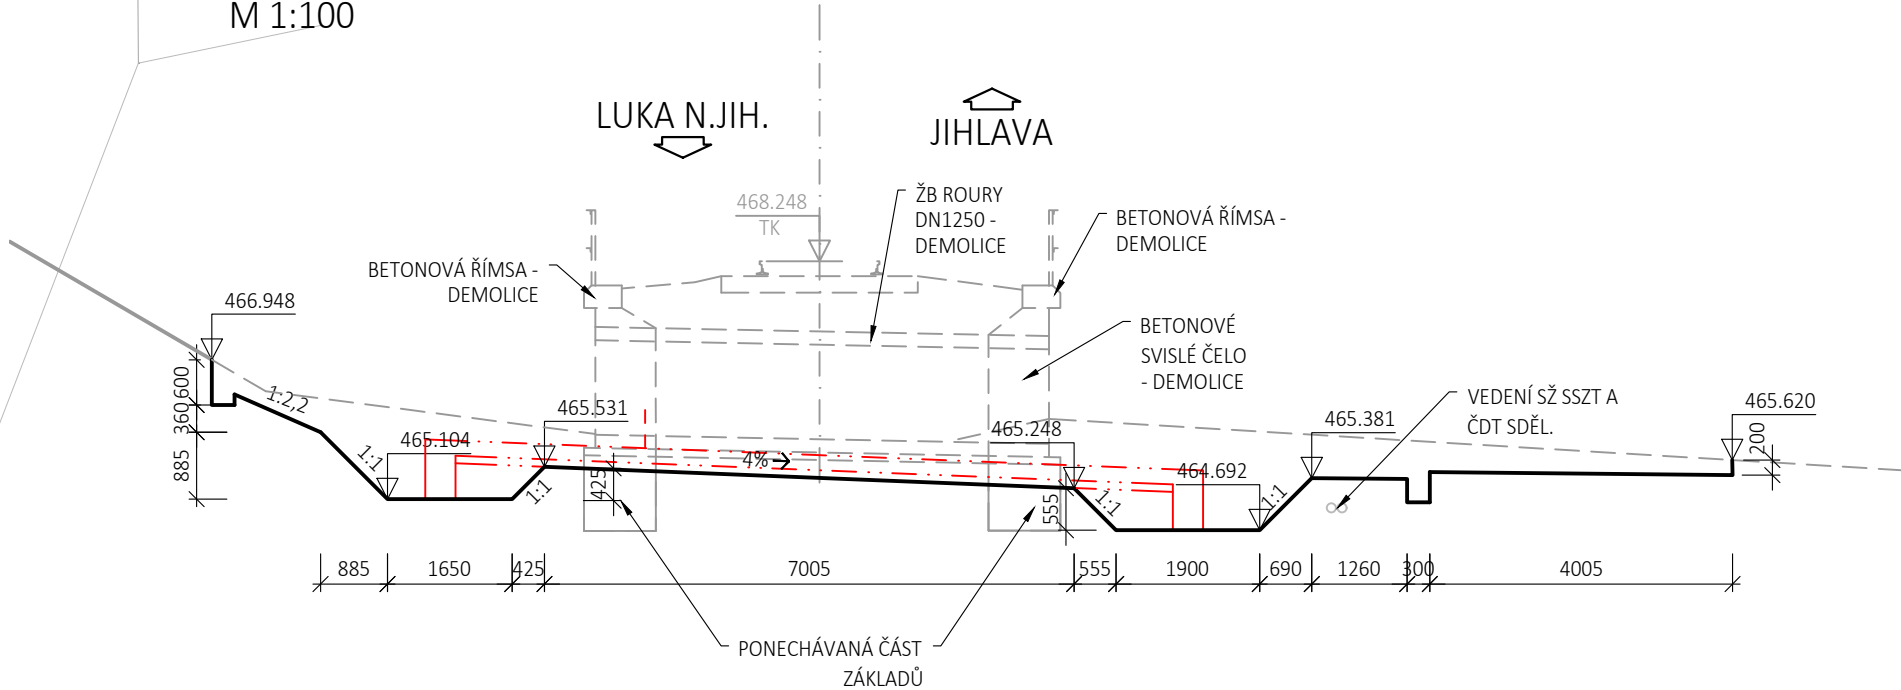 M 1:100
LUKA N.JIH.
JIHLAVA
468.248
TK
ŽB ROURY
DN1250 -
DEMOLICE
BETONOVÁ ŘÍMSA -
DEMOLICE
BETONOVÁ ŘÍMSA -
DEMOLICE
466.948
BETONOVÉ
SVISLÉ ČELO
- DEMOLICE
600
360
885
1:2,2
1:1
465.104
465.531
1:1
425
4%
465.248
555
1:1
464.692
1:1
465.381
VEDENÍ SŽ SSZT A
ČDT SDĚL.
465.620
200
885
1650
425
7005
555
1900
690
1260
300
4005
PONECHÁVANÁ ČÁST
ZÁKLADŮ